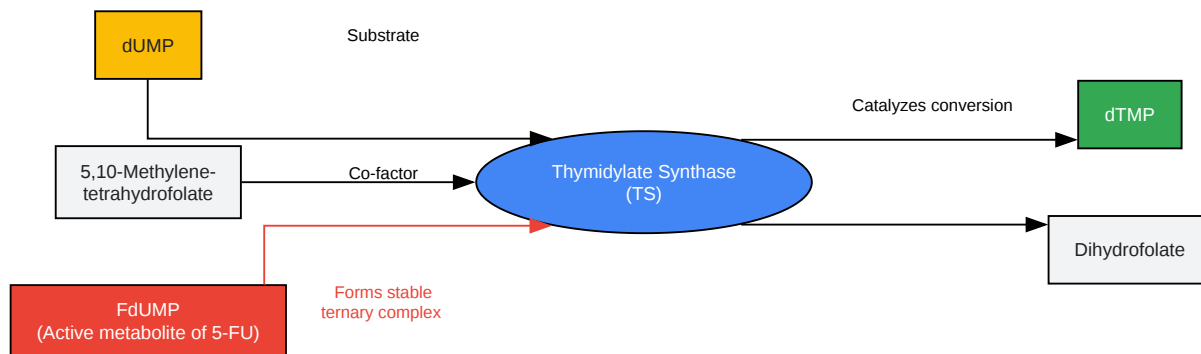 dUMP
Substrate
Catalyzes conversion
dTMP
5,10-Methylene-
tetrahydrofolate
Co-factor
Thymidylate Synthase
(TS)
Dihydrofolate
FdUMP
(Active metabolite of 5-FU)
Forms stable
ternary complex